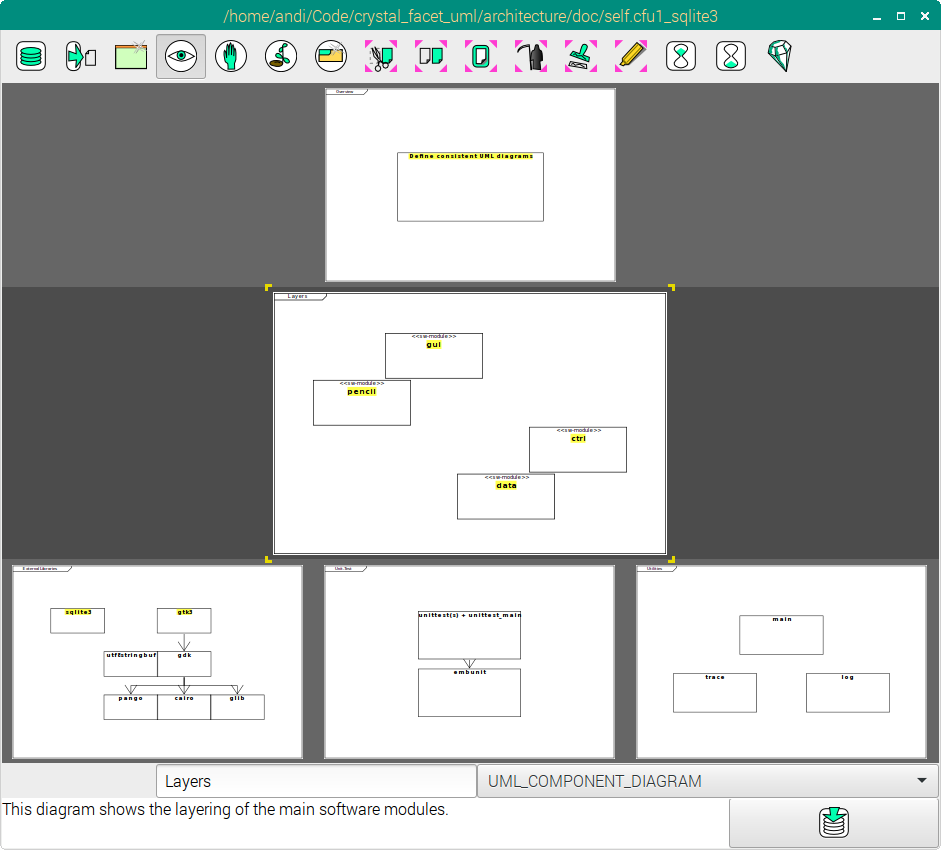 /home/andi/Code/crystal_facet_uml/architecture/doc/self.cfu1_sqlite3
Overview
Define consistent UML diagrams
Layers
<<sw-module>>
gui
<<sw-module>>
pencil
<<sw-module>>
ctrl
<<sw-module>>
data
External Libraries
sqlite3
gtk3
utf8stringbuf
gdk
pango
cairo
glib
Unit-Test
unittest(s) + unittest_main
embunit
Utilities
main
trace
log
Layers
UML_COMPONENT_DIAGRAM
This diagram shows the layering of the main software modules.